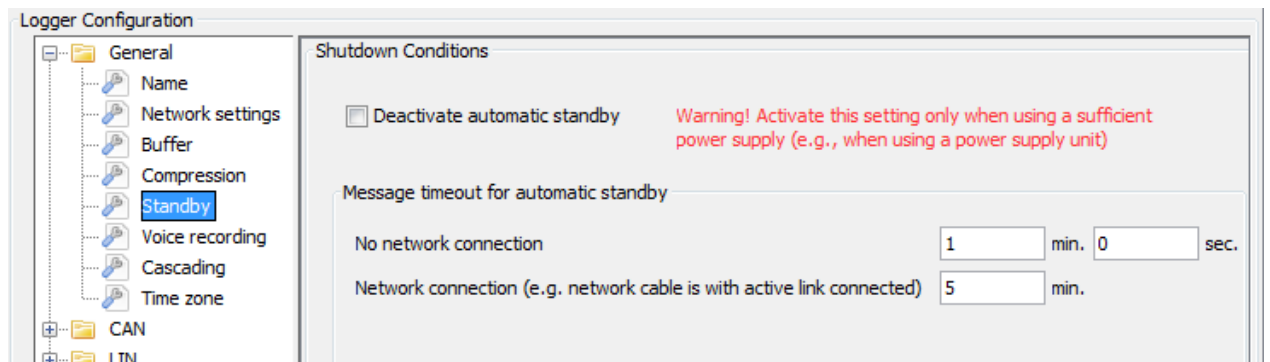 Logger Configuration
General
Name
Network settings
Buffer
Compression
Standby
Voice recording
Cascading
Time zone
CAN
LIN
Shutdown Conditions
Deactivate automatic standby
Warning! Activate this setting only when using a sufficient
power supply (e.g., when using a power supply unit)
Message timeout for automatic standby
No network connection 1 min. 0 sec.
Network connection (e.g. network cable is with active link connected) 5 min.